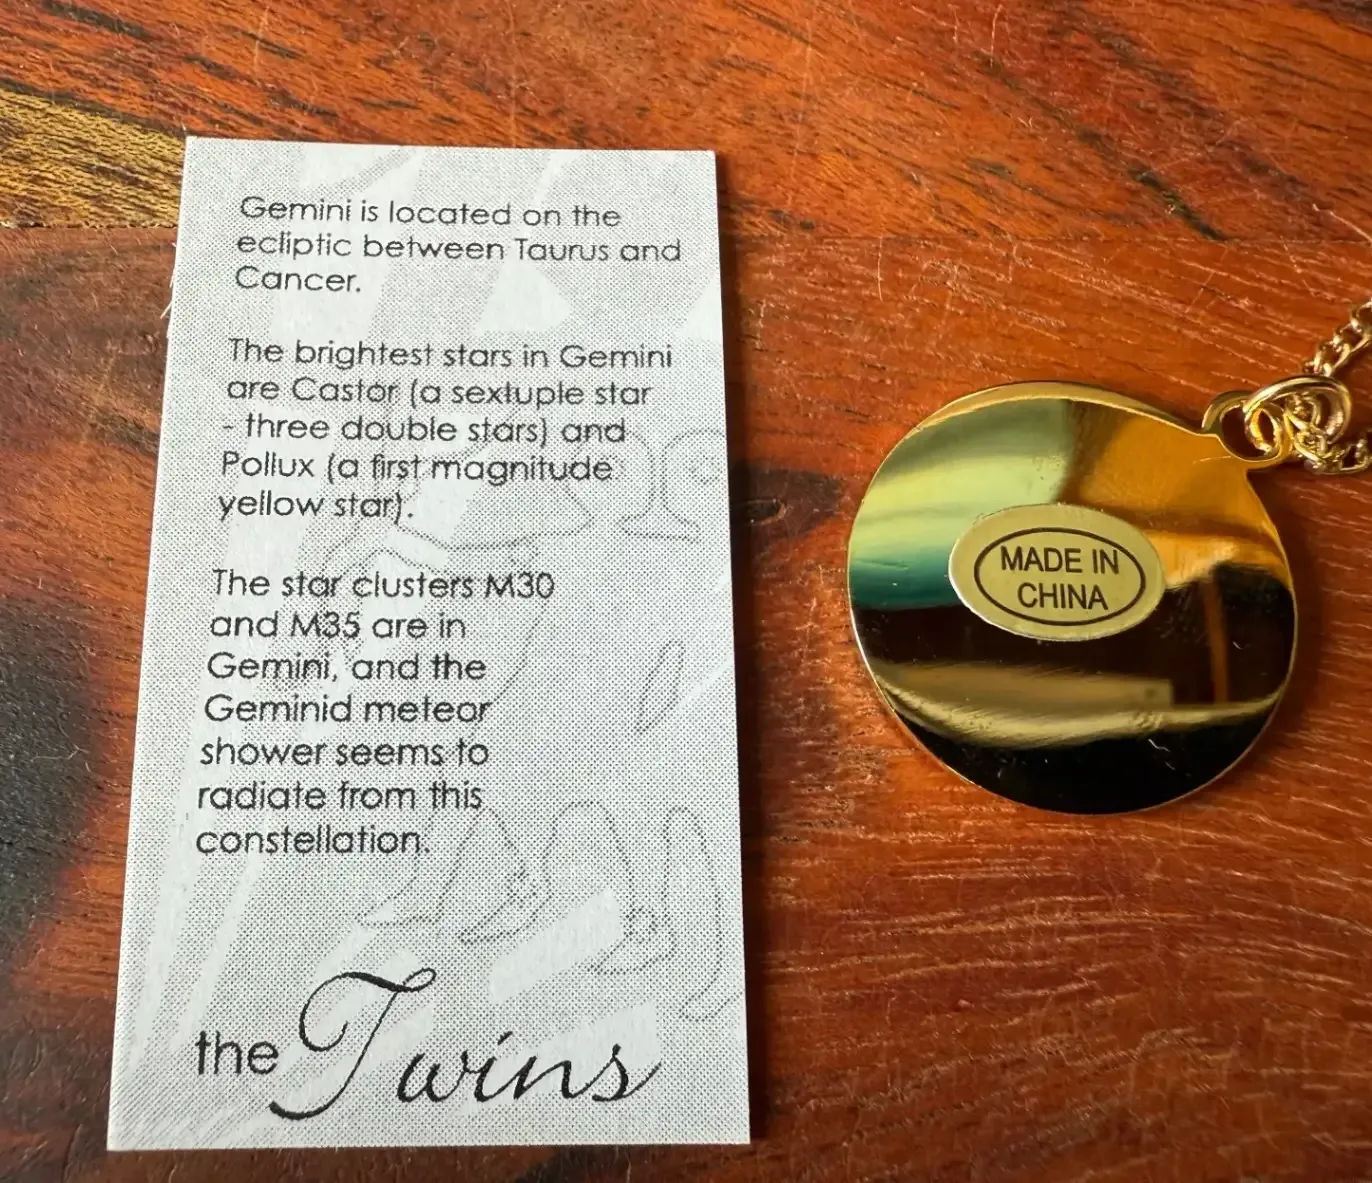 Gemini is located on the
ecliptic between Taurus and
Cancer.
The brightest stars in Gemini
are Castor (a sextuple star
- three double stars) and
Pollux (a first magnitude
yellow star).
The star clusters M30
and M35 are in
Gemini, and the
Geminid meteor
shower seems to
radiate from this
constellation.
the Twins
MADE IN
CHINA